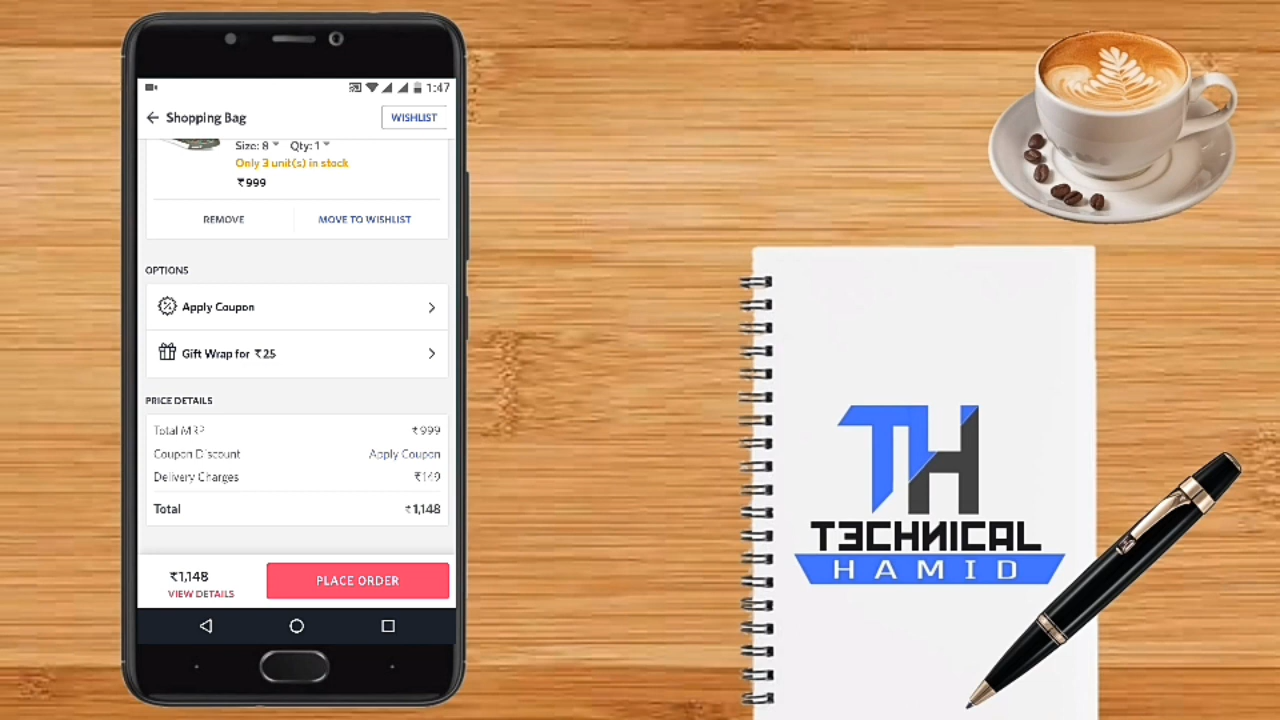 1:47
Shopping Bag
WISHLIST
Size: 8 Qty: 1
Only 3 unit(s) in stock
₹999
REMOVE MOVE TO WISHLIST
OPTIONS
Apply Coupon
Gift Wrap for ₹25
PRICE DETAILS
Total MRP ₹999
Coupon Discount Apply Coupon
Delivery Charges ₹149
Total ₹1,148
₹1,148
VIEW DETAILS
PLACE ORDER
TH
TECHNICAL
HAMID